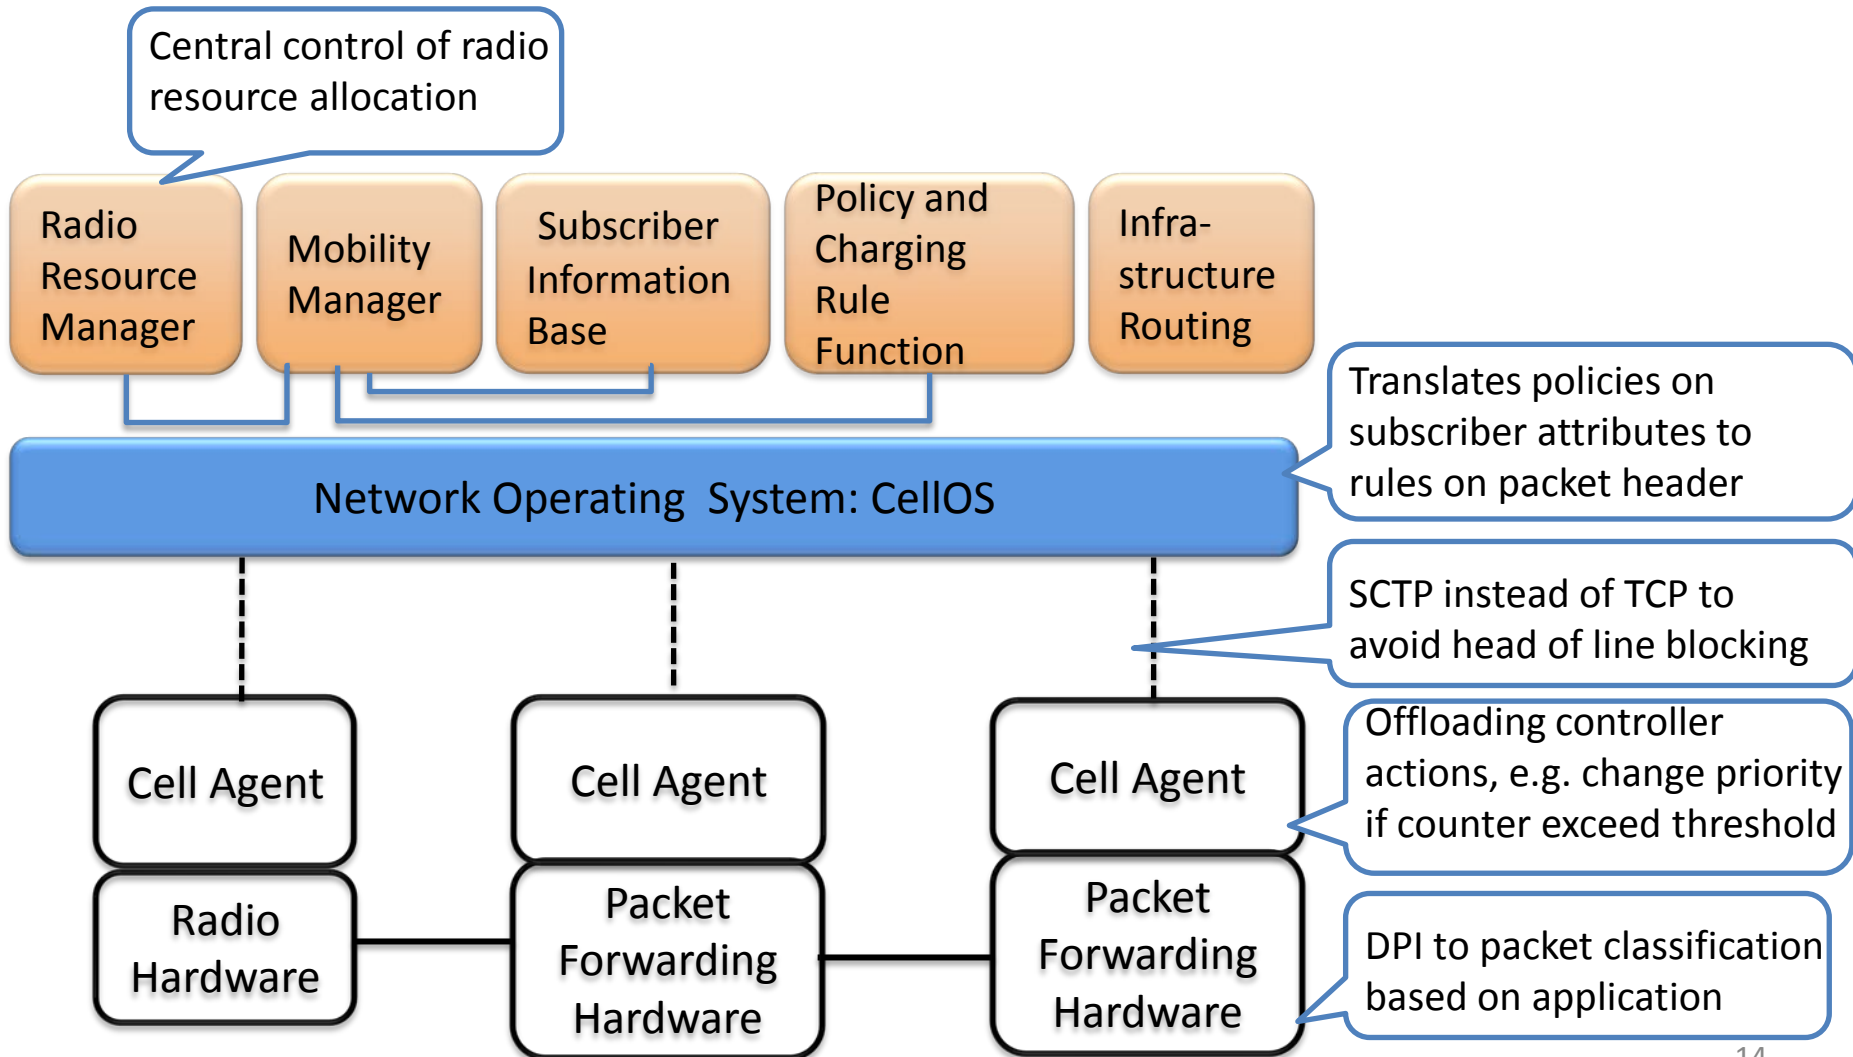 Central control of radio
resource allocation
Radio
Resource
Manager
Mobility
Manager
Subscriber
Information
Base
Policy and
Charging
Rule
Function
Infra-
structure
Routing
Translates policies on
subscriber attributes to
rules on packet header
Network Operating System: CellOS
SCTP instead of TCP to
avoid head of line blocking
Cell Agent
Cell Agent
Cell Agent
Offloading controller
actions, e.g. change priority
if counter exceed threshold
Radio
Hardware
Packet
Forwarding
Hardware
Packet
Forwarding
Hardware
DPI to packet classification
based on application
14